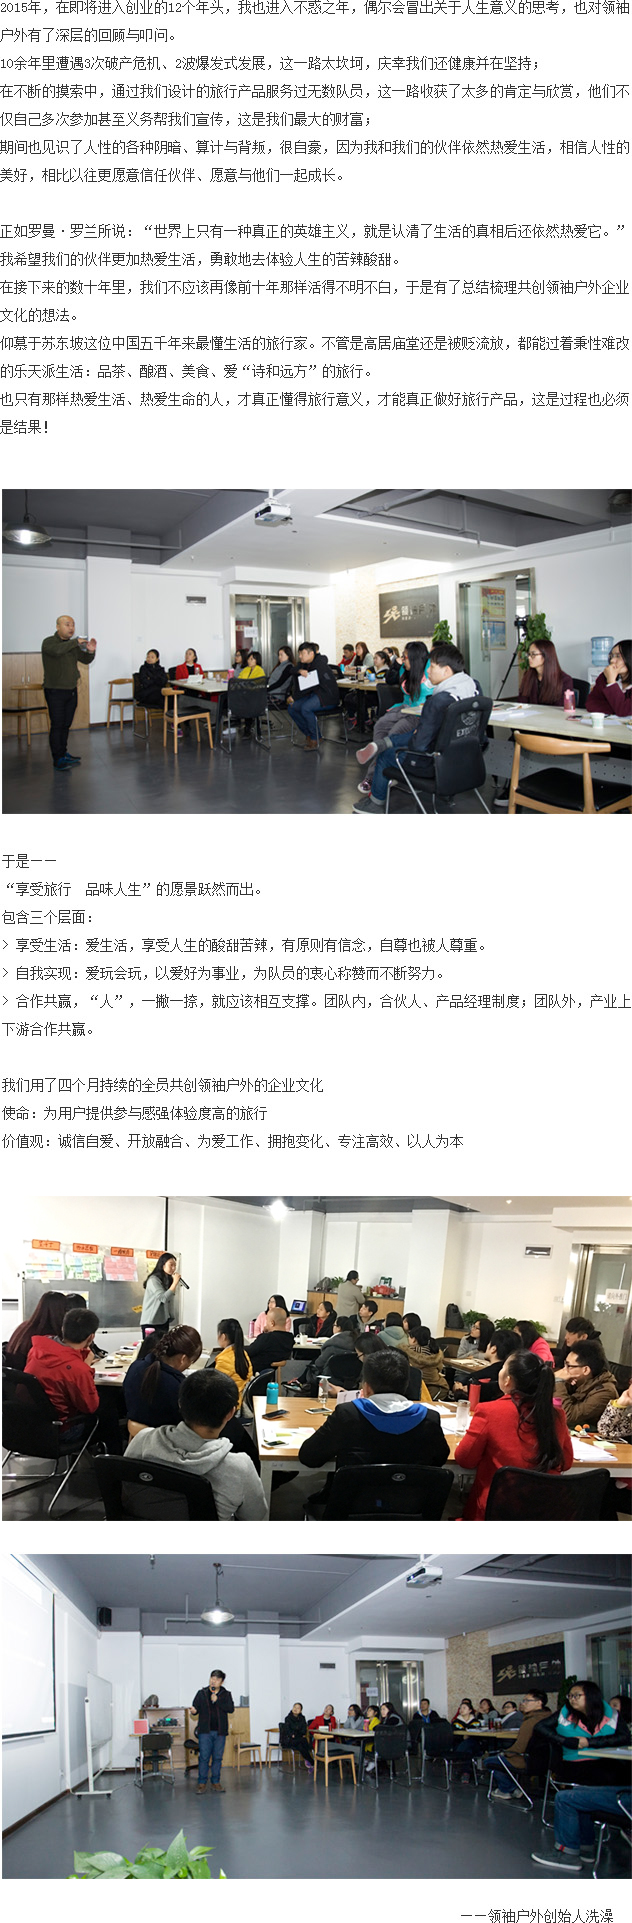 2015年，在即将进入创业的12个年头，我也进入不惑之年，偶尔会冒出关于人生意义的思考，也对领袖
户外有了深层的回顾与叩问。
10余年里遭遇3次破产危机、2波爆发式发展，这一路太坎坷，庆幸我们还健康并在坚持；
在不断的摸索中，通过我们设计的旅行产品服务过无数队员，这一路收获了太多的肯定与欣赏，他们不
仅自己多次参加甚至义务帮我们宣传，这是我们最大的财富；
期间也见识了人性的各种阴暗、算计与背叛，很自豪，因为我和我们的伙伴依然热爱生活，相信人性的
美好，相比以往更愿意信任伙伴、愿意与他们一起成长。
正如罗曼·罗兰所说：“世界上只有一种真正的英雄主义，就是认清了生活的真相后还依然热爱它。”
我希望我们的伙伴更加热爱生活，勇敢地去体验人生的苦辣酸甜。
在接下来的数十年里，我们不应该再像前十年那样活得不明不白，于是有了总结梳理共创领袖户外企业
文化的想法。
仰慕于苏东坡这位中国五千年来最懂生活的旅行家。不管是高居庙堂还是被贬流放，都能过着秉性难改
的乐天派生活：品茶、酿酒、美食、爱“诗和远方”的旅行。
也只有那样热爱生活、热爱生命的人，才真正懂得旅行意义，才能真正做好旅行产品，这是过程也必须
是结果！
领袖户外
于是——
“享受旅行　品味人生”的愿景跃然而出。
包含三个层面：
> 享受生活：爱生活，享受人生的酸甜苦辣，有原则有信念，自尊也被人尊重。
> 自我实现：爱玩会玩，以爱好为事业，为队员的衷心称赞而不断努力。
> 合作共赢，“人”，一撇一捺，就应该相互支撑。团队内，合伙人、产品经理制度；团队外，产业上
下游合作共赢。
我们用了四个月持续的全员共创领袖户外的企业文化
使命：为用户提供参与感强体验度高的旅行
价值观：诚信自爱、开放融合、为爱工作、拥抱变化、专注高效、以人为本
领袖户外
——领袖户外创始人洗澡